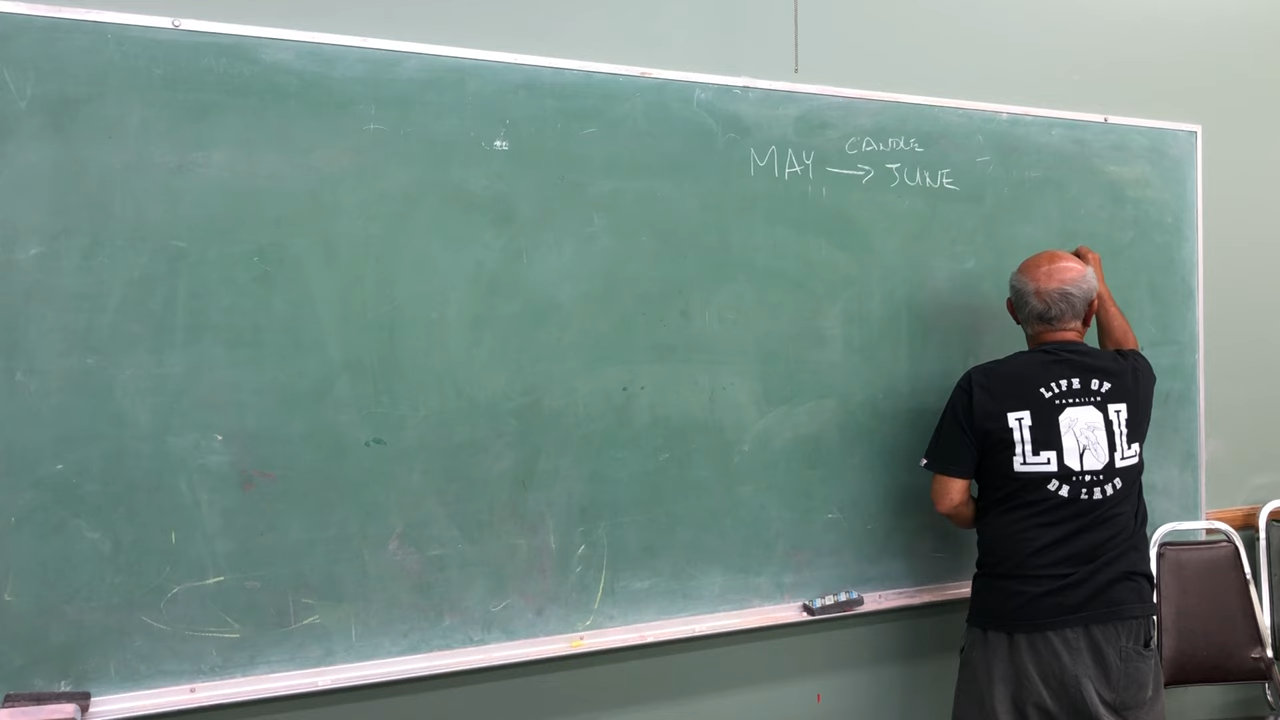 CANDLE
MAY → JUNE
LIFE OF
HAWAIIAN
LOL
STYLE
DA LAND